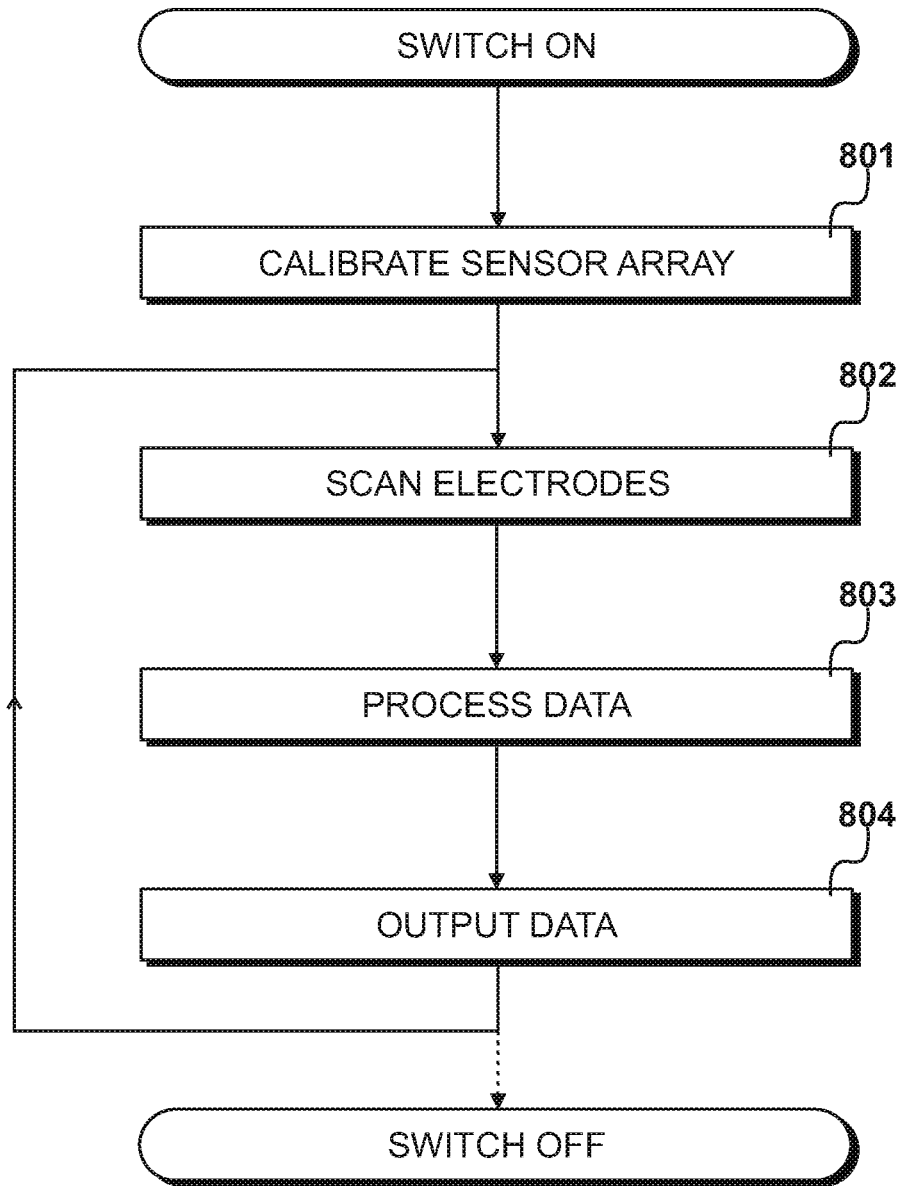 SWITCH ON
801
CALIBRATE SENSOR ARRAY
802
SCAN ELECTRODES
803
PROCESS DATA
804
OUTPUT DATA
SWITCH OFF